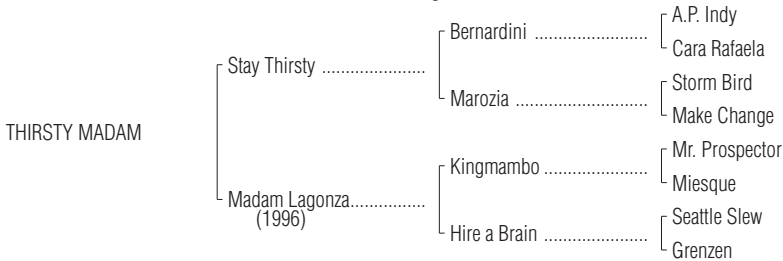 A.P. Indy
Bernardini ........................
Cara Rafaela
Stay Thirsty ......................
Storm Bird
Marozia ............................
Make Change
THIRSTY MADAM
Mr. Prospector
Kingmambo ......................
Miesque
Madam Lagonza................
(1996)
Seattle Slew
Hire a Brain ......................
Grenzen